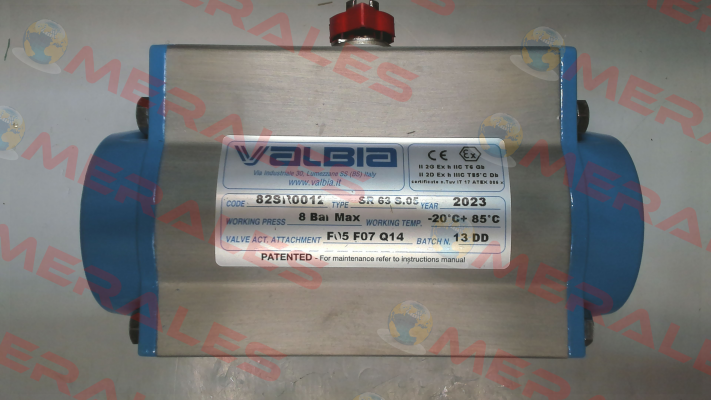 VALBIA
Via Industriale 30, Lumezzane SS (BS) Italy
www.valbia.it
CE Ex
II 2G Ex h IIC T6 Gb
II 2D Ex h IIIC T85°C Db
CODE 82SR0012 TYPE SR 63 S.05 YEAR 2023
WORKING PRESS 8 Bar Max WORKING TEMP. -20°C+ 85°C
VALVE ACT. ATTACHMENT F05 F07 Q14 BATCH N. 13 DD
PATENTED - For maintenance refer to instructions manual
MERALES
MERALES
MERALES
MERALES